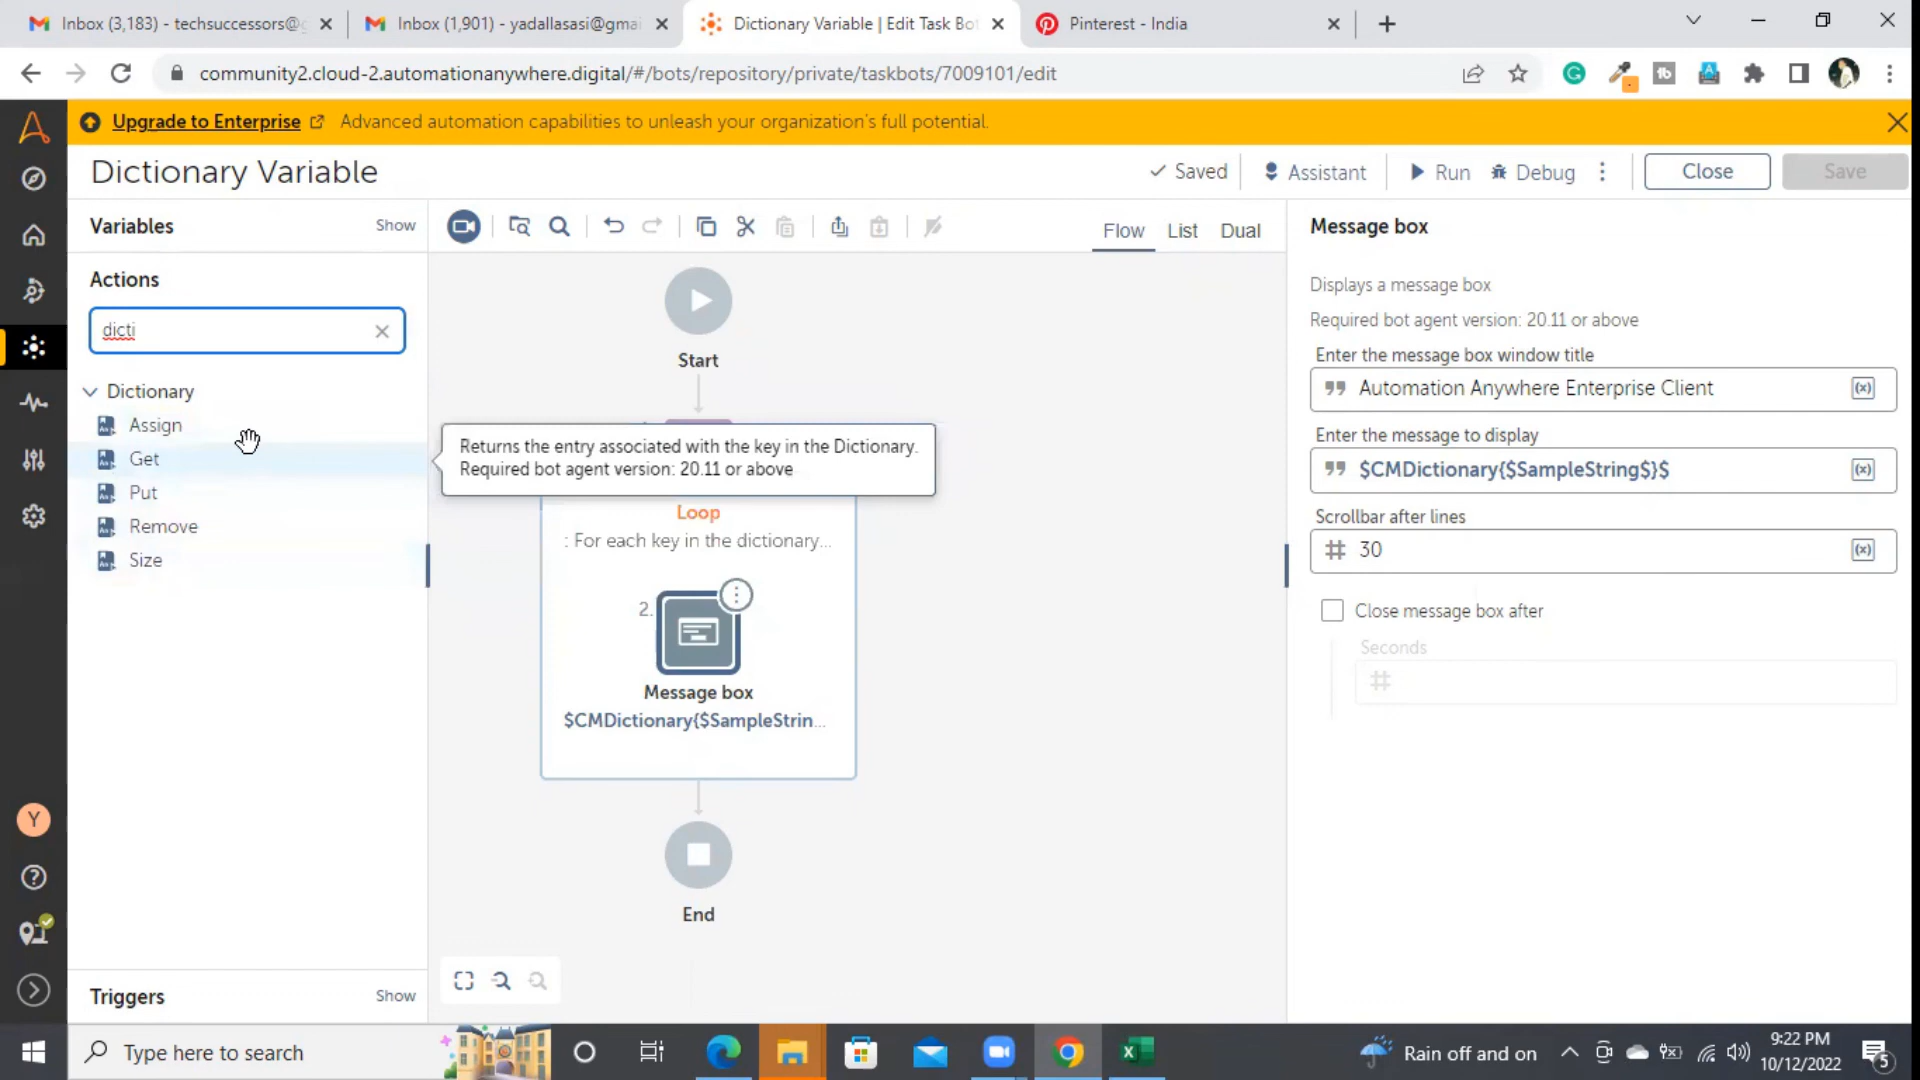 Inbox (3,183) - techsuccessors@g
Inbox (1,901) - yadallasasi@gmai
Dictionary Variable | Edit Task Bot
Pinterest - India
community2.cloud-2.automationanywhere.digital/#/bots/repository/private/taskbots/7009101/edit
Upgrade to Enterprise Advanced automation capabilities to unleash your organization's full potential.
Dictionary Variable
Saved
Assistant
Run
Debug
Close
Save
Variables
Show
Flow
List
Dual
Actions
dicti
Dictionary
Assign
Get
Put
Remove
Size
Start
Returns the entry associated with the key in the Dictionary.
Required bot agent version: 20.11 or above
Loop
: For each key in the dictionary...
2.
Message box
$CMDictionary{$SampleStrin...
End
Message box
Displays a message box
Required bot agent version: 20.11 or above
Enter the message box window title
Automation Anywhere Enterprise Client
(x)
Enter the message to display
$CMDictionary{$SampleString$}$
(x)
Scrollbar after lines
# 30
(x)
Close message box after
Seconds
#
Y
Triggers
Show
Type here to search
Rain off and on
9:22 PM
10/12/2022
5